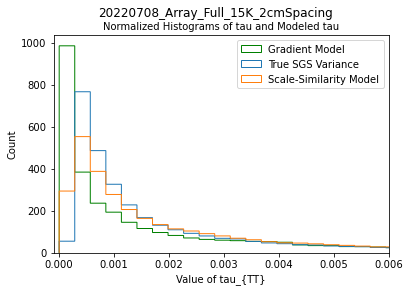 20220708_Array_Full_15K_2cmSpacing
Normalized Histograms of tau and Modeled tau
Gradient Model
True SGS Variance
Scale-Similarity Model
Count
1000
800
600
400
200
0
0.000 0.001 0.002 0.003 0.004 0.005 0.006
Value of tau_{TT}